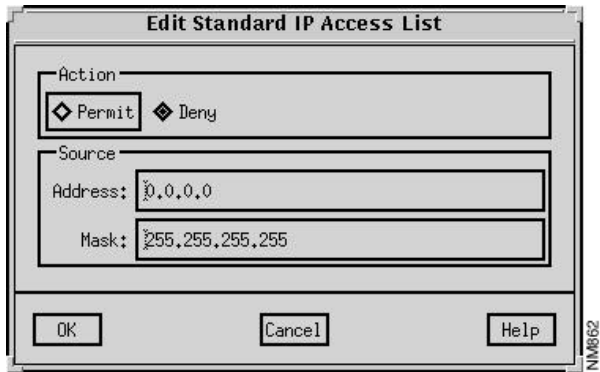 Edit Standard IP Access List
Action
Permit Deny
Source
Address: 0.0.0.0
Mask: 255.255.255.255
OK Cancel Help
NM862